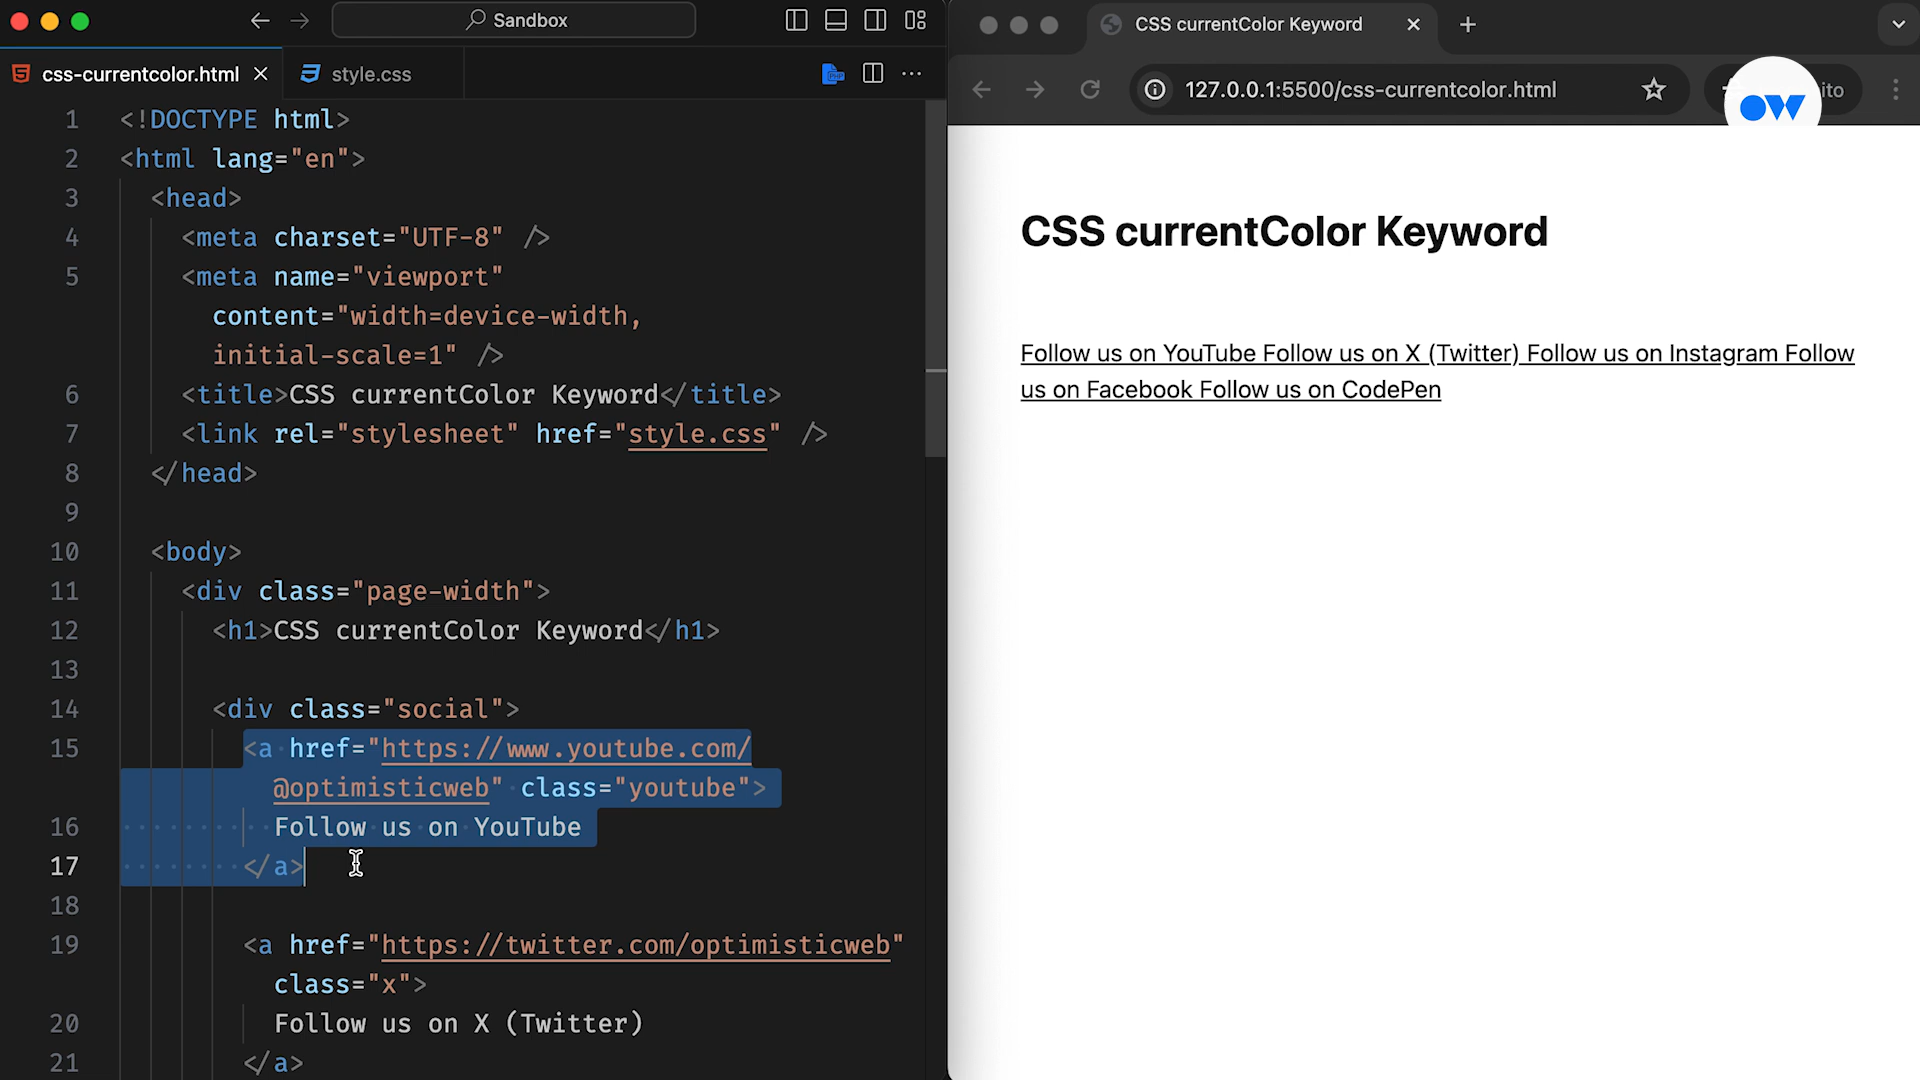 Sandbox
css-currentcolor.html
style.css
1 <!DOCTYPE html>
2 <html lang="en">
3 <head>
4 <meta charset="UTF-8" />
5 <meta name="viewport"
content="width=device-width,
initial-scale=1" />
6 <title>CSS currentColor Keyword</title>
7 <link rel="stylesheet" href="style.css" />
8 </head>
9
10 <body>
11 <div class="page-width">
12 <h1>CSS currentColor Keyword</h1>
13
14 <div class="social">
15 <a href="https://www.youtube.com/
@optimisticweb" class="youtube">
16 Follow us on YouTube
17 </a>
18
19 <a href="https://twitter.com/optimisticweb"
class="x">
20 Follow us on X (Twitter)
21 </a>
CSS currentColor Keyword
127.0.0.1:5500/css-currentcolor.html
ito
OW
CSS currentColor Keyword
Follow us on YouTube Follow us on X (Twitter) Follow us on Instagram Follow
us on Facebook Follow us on CodePen